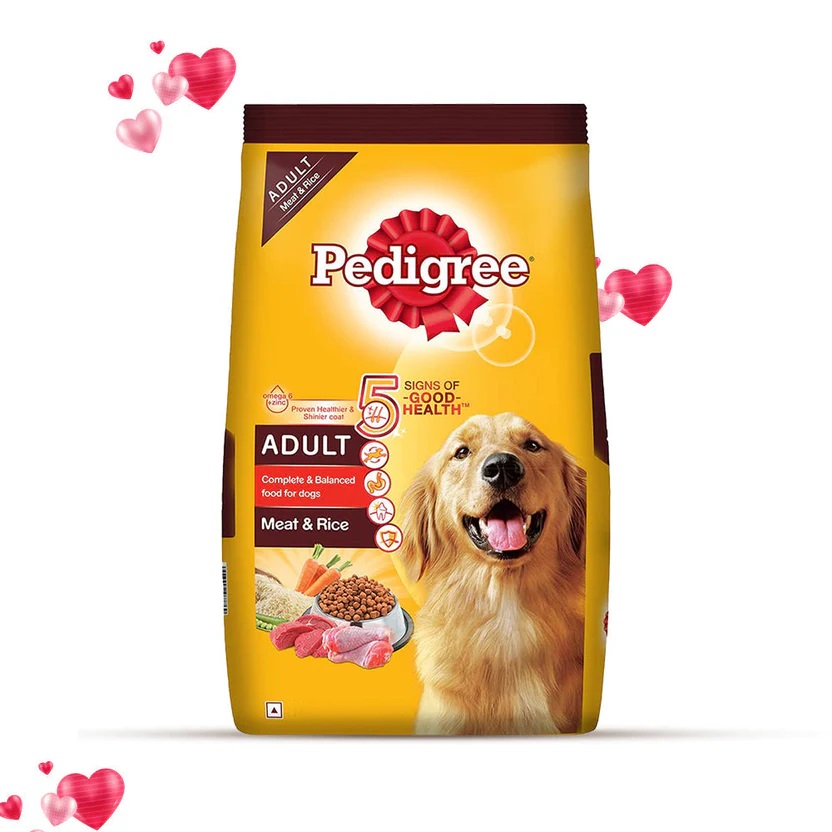 ADULT
Meat & Rice
Pedigree®
omega 6
+zinc
Proven Healthier &
Shinier coat
5
SIGNS OF
-GOOD-
HEALTH™
ADULT
Complete & Balanced
food for dogs
Meat & Rice